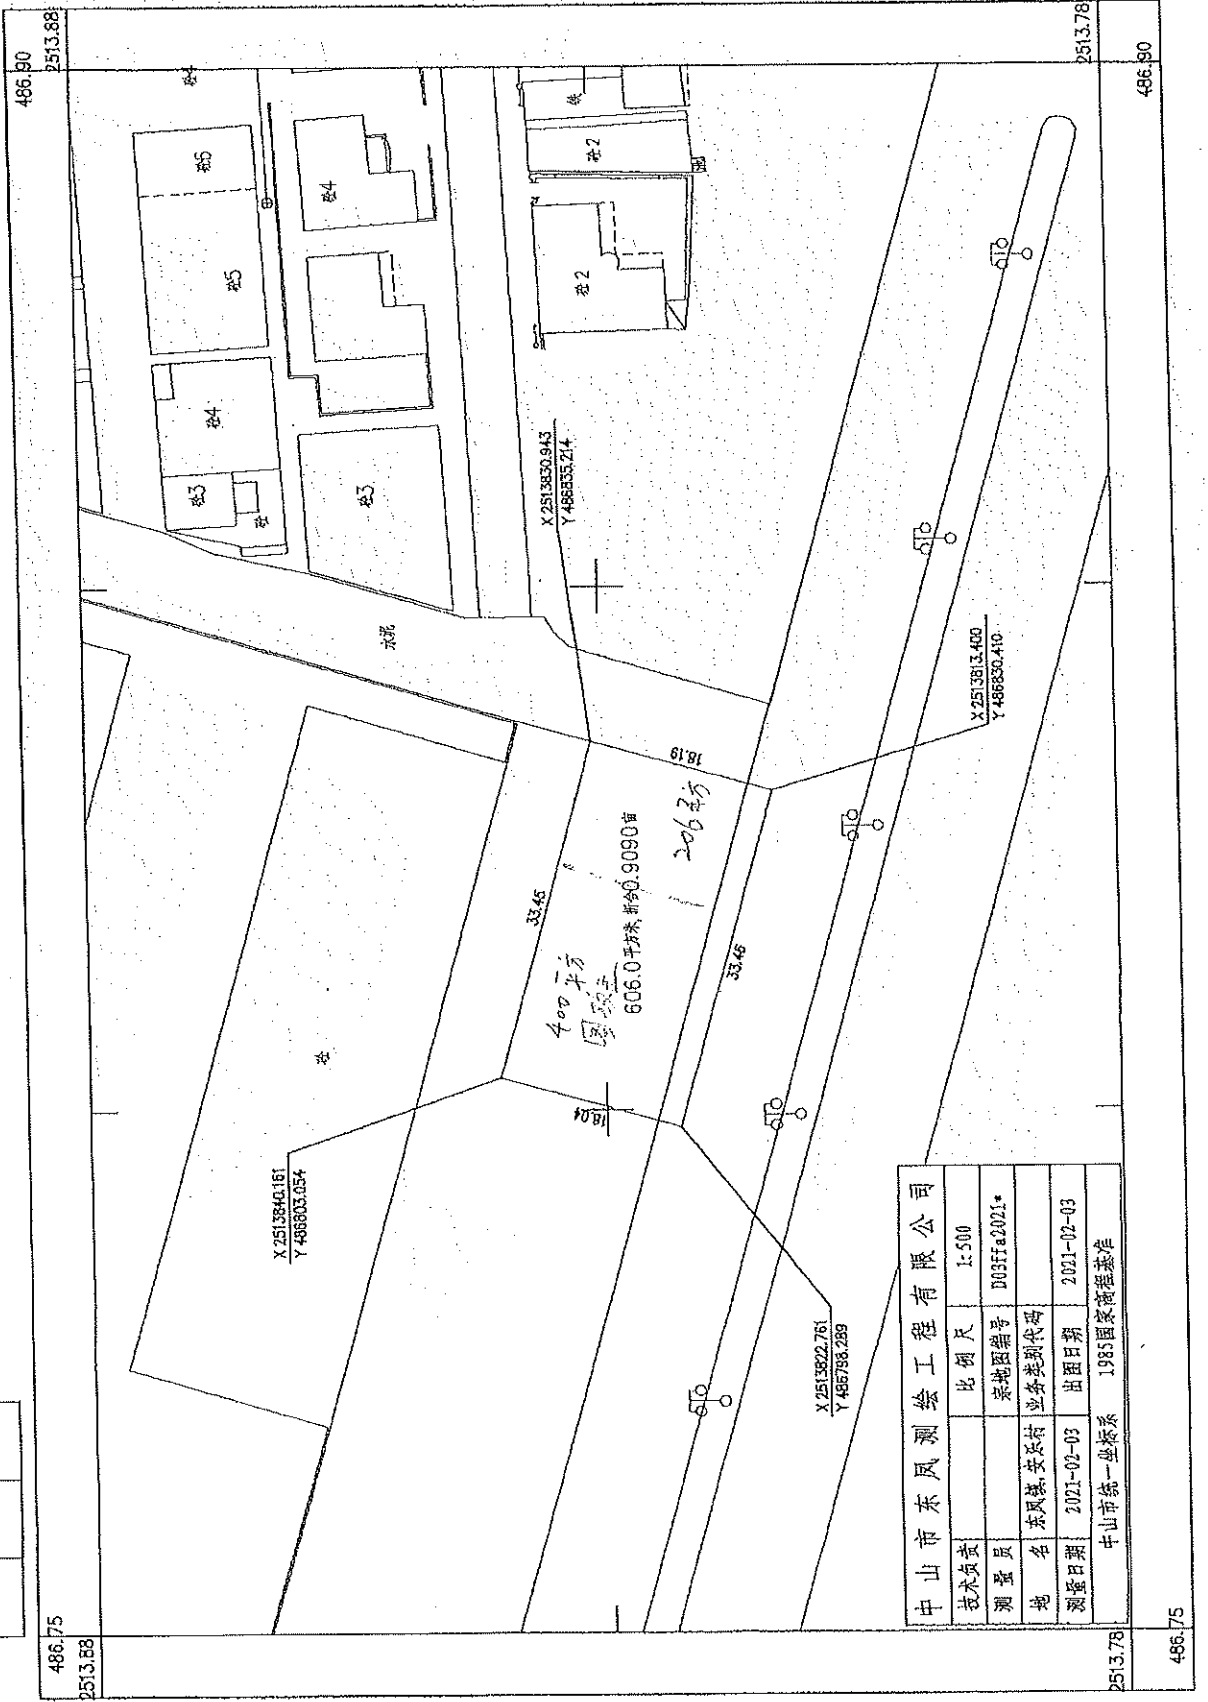 486.90
2513.88
2513.78
486.90
砼4
砼5
砼5
砼4
砼3
砼
砼4
砼3
铁
砼2
砼2
水泥
X 2513830.943
Y 486835.214
X 2513813.400
Y 486830.410
X 2513840.161
Y 486803.054
X 2513822.761
Y 486798.289
砼
33.45
18.19
33.46
18.04
400平方
606.0平方米,折合0.9090亩
206平方
中山市东凤测绘工程有限公司
技术负责 比例尺 1:500
测量员 宗地图编号 D03ffa2021*
地名 东凤镇,安乐村 业务类别代码
测量日期 2021-02-03 出图日期 2021-02-03
中山市统一坐标系 1985国家高程基准
486.75
2513.88
2513.78
486.75